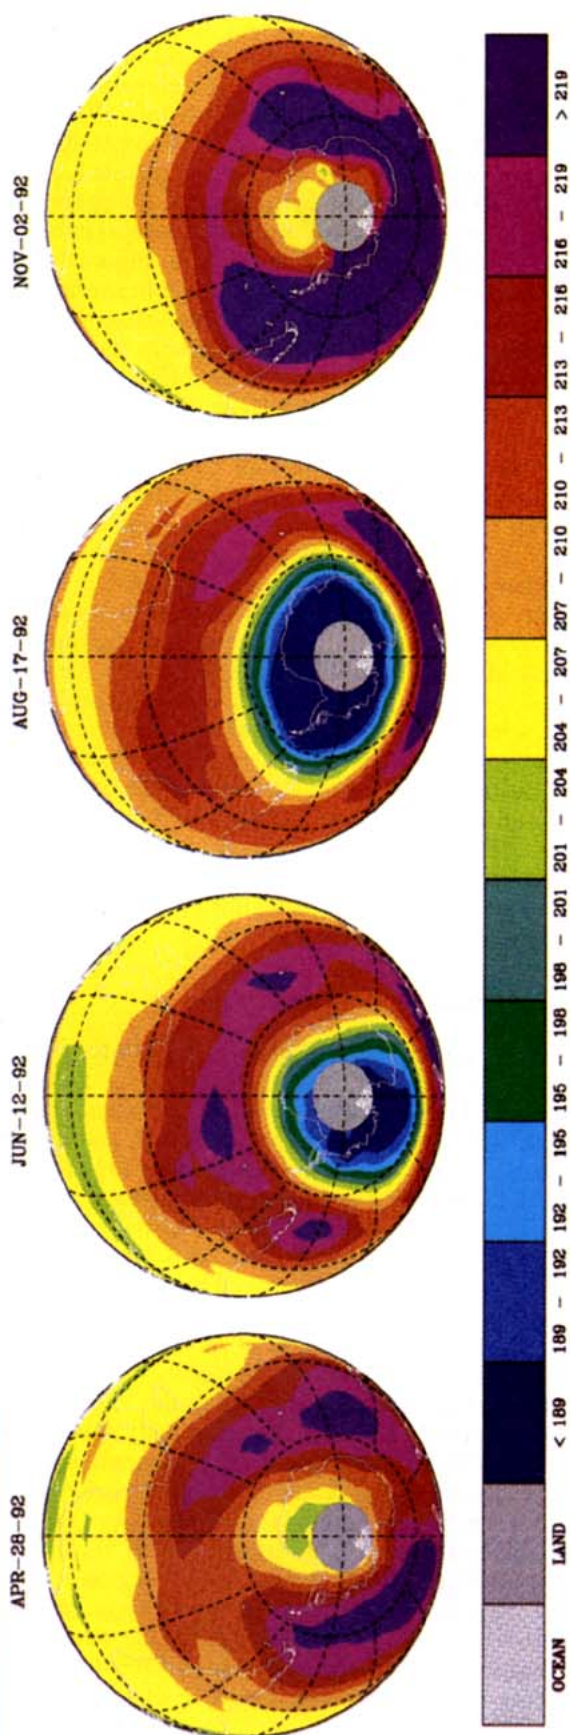 APR-28-92
JUN-12-92
AUG-17-92
NOV-02-92
OCEAN
LAND
< 189
189 - 192
192 - 195
195 - 198
198 - 201
201 - 204
204 - 207
207 - 210
210 - 213
213 - 216
216 - 219
> 219